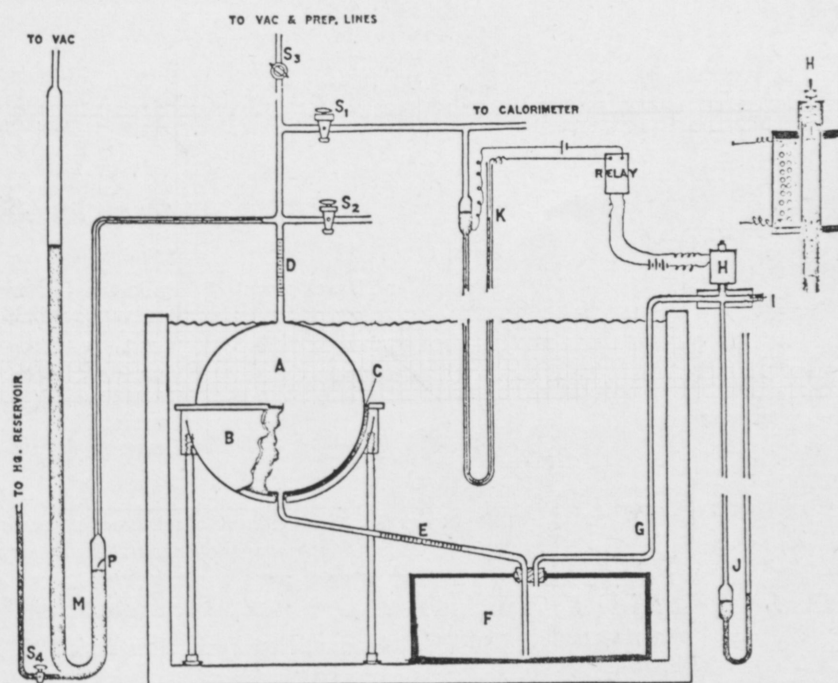 TO VAC & PREP. LINES
TO VAC
S3
H
S1
TO CALORIMETER
RELAY
K
S2
D
H
I
A
C
B
TO HG. RESERVOIR
E
G
P
J
M
F
S4